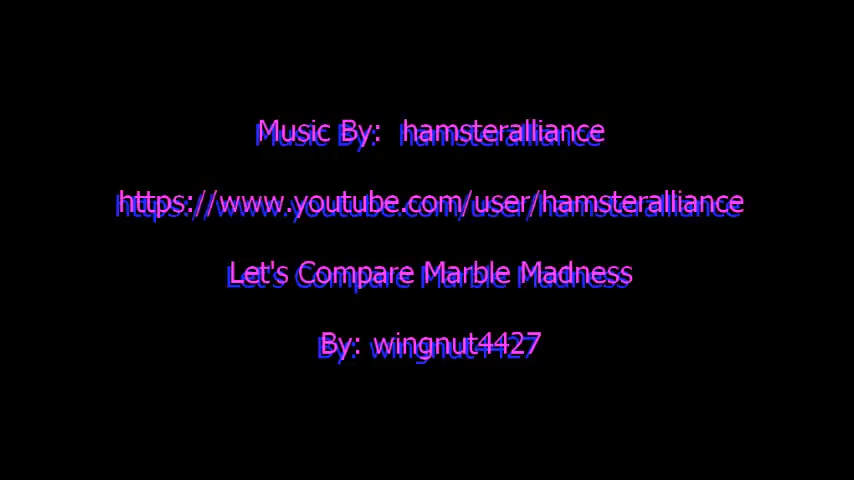 Music By:  hamsteralliance
https://www.youtube.com/user/hamsteralliance
Let's Compare Marble Madness
By: wingnut4427